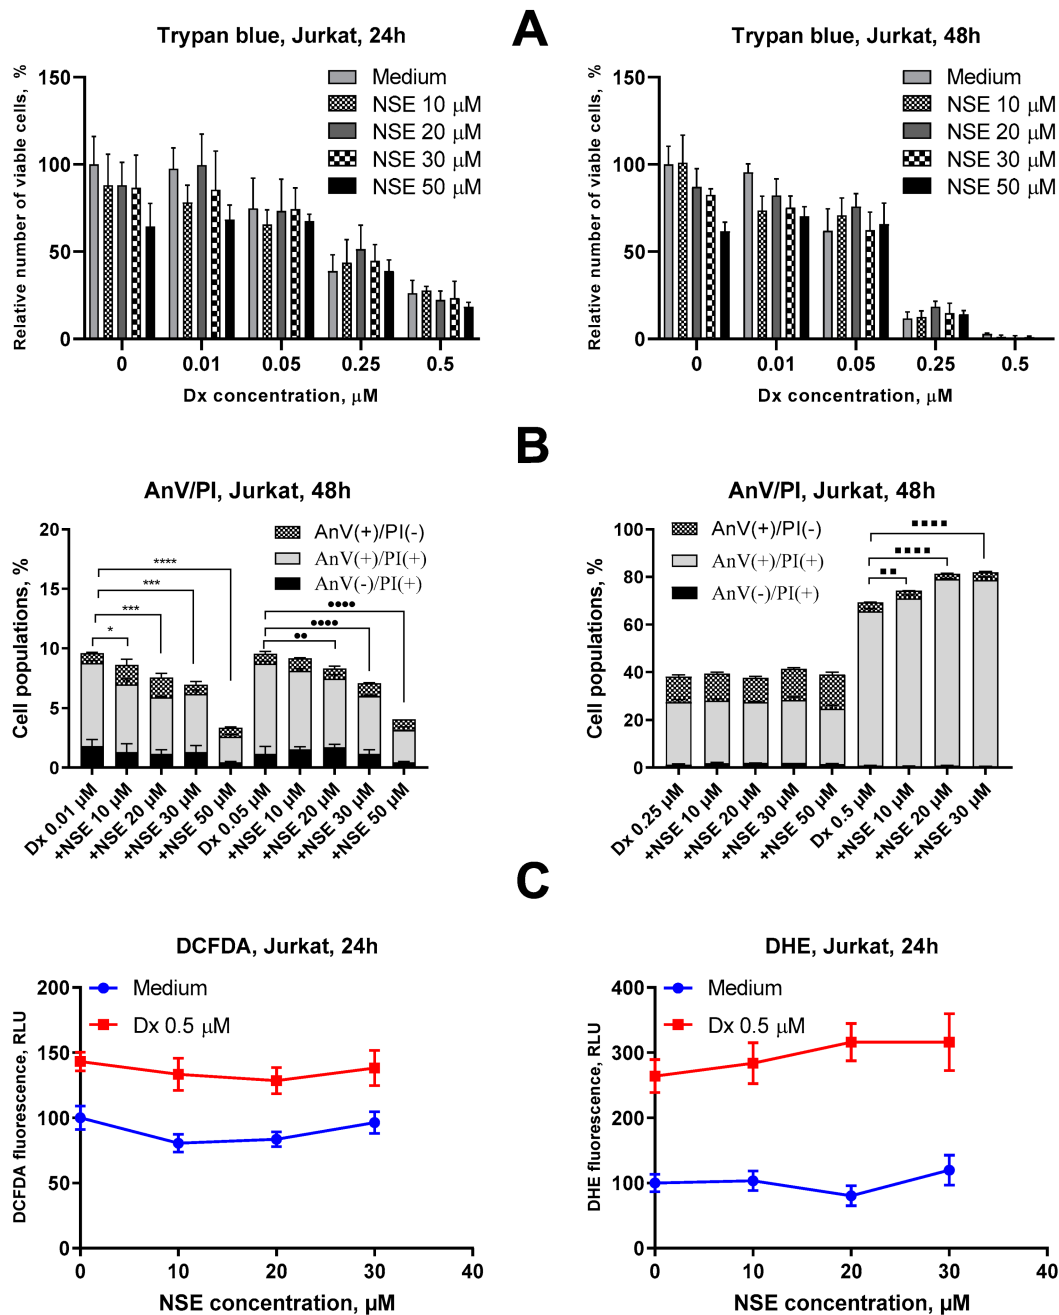 A
Trypan blue, Jurkat, 24h
Relative number of viable cells, %
150
100
50
0
Medium
NSE 10 μM
NSE 20 μM
NSE 30 μM
NSE 50 μM
0 0.01 0.05 0.25 0.5
Dx concentration, μM
Trypan blue, Jurkat, 48h
Relative number of viable cells, %
150
100
50
0
Medium
NSE 10 μM
NSE 20 μM
NSE 30 μM
NSE 50 μM
0 0.01 0.05 0.25 0.5
Dx concentration, μM
B
AnV/PI, Jurkat, 48h
Cell populations, %
20
15
10
5
0
AnV(+)/PI(-)
AnV(+)/PI(+)
AnV(-)/PI(+)
****
***
***
*
●●●●
●●●●
●●
Dx 0.01 μM
+NSE 10 μM
+NSE 20 μM
+NSE 30 μM
+NSE 50 μM
Dx 0.05 μM
+NSE 10 μM
+NSE 20 μM
+NSE 30 μM
+NSE 50 μM
AnV/PI, Jurkat, 48h
Cell populations, %
100
80
60
40
20
0
AnV(+)/PI(-)
AnV(+)/PI(+)
AnV(-)/PI(+)
■■■■
■■■■
■■
Dx 0.25 μM
+NSE 10 μM
+NSE 20 μM
+NSE 30 μM
+NSE 50 μM
Dx 0.5 μM
+NSE 10 μM
+NSE 20 μM
+NSE 30 μM
C
DCFDA, Jurkat, 24h
DCFDA fluorescence, RLU
200
150
100
50
0
Medium
Dx 0.5 μM
0 10 20 30 40
NSE concentration, μM
DHE, Jurkat, 24h
DHE fluorescence, RLU
400
300
200
100
0
Medium
Dx 0.5 μM
0 10 20 30 40
NSE concentration, μM